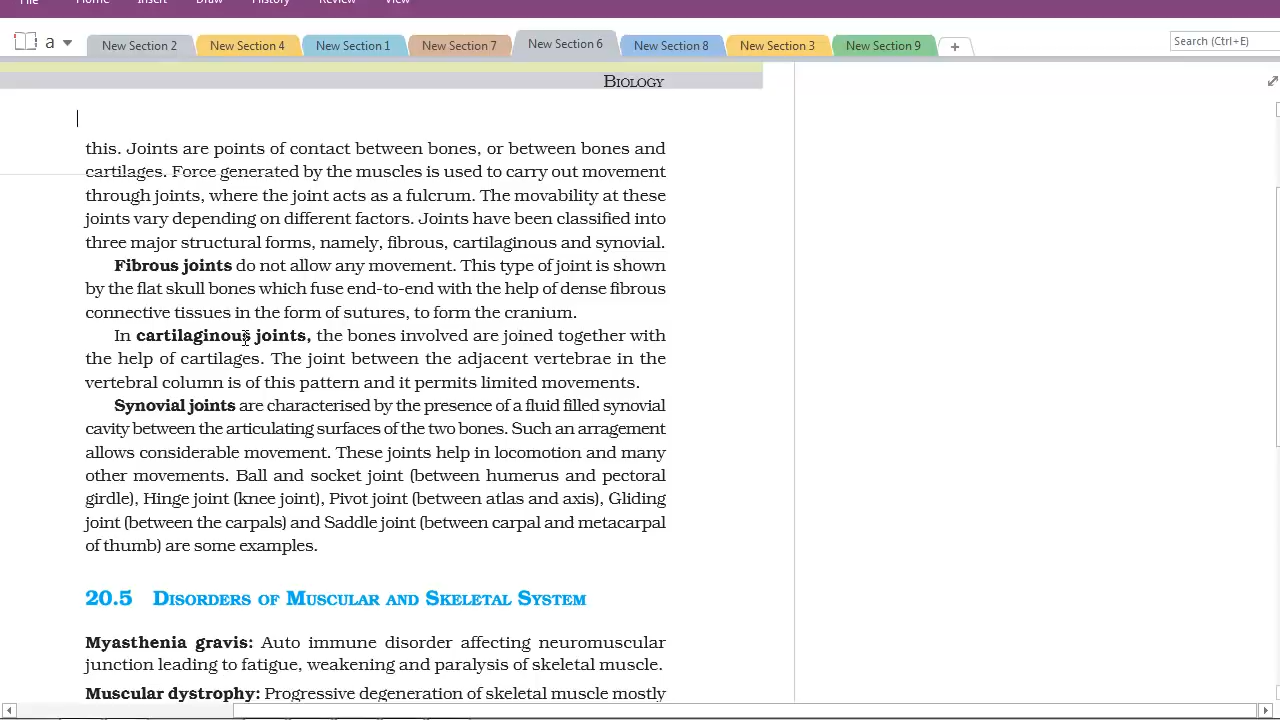 File Home Insert Draw History Review View
a New Section 2 New Section 4 New Section 1 New Section 7 New Section 6 New Section 8 New Section 3 New Section 9 + Search (Ctrl+E)
BIOLOGY
this. Joints are points of contact between bones, or between bones and
cartilages. Force generated by the muscles is used to carry out movement
through joints, where the joint acts as a fulcrum. The movability at these
joints vary depending on different factors. Joints have been classified into
three major structural forms, namely, fibrous, cartilaginous and synovial.
Fibrous joints do not allow any movement. This type of joint is shown
by the flat skull bones which fuse end-to-end with the help of dense fibrous
connective tissues in the form of sutures, to form the cranium.
In cartilaginous joints, the bones involved are joined together with
the help of cartilages. The joint between the adjacent vertebrae in the
vertebral column is of this pattern and it permits limited movements.
Synovial joints are characterised by the presence of a fluid filled synovial
cavity between the articulating surfaces of the two bones. Such an arragement
allows considerable movement. These joints help in locomotion and many
other movements. Ball and socket joint (between humerus and pectoral
girdle), Hinge joint (knee joint), Pivot joint (between atlas and axis), Gliding
joint (between the carpals) and Saddle joint (between carpal and metacarpal
of thumb) are some examples.
20.5 DISORDERS OF MUSCULAR AND SKELETAL SYSTEM
Myasthenia gravis: Auto immune disorder affecting neuromuscular
junction leading to fatigue, weakening and paralysis of skeletal muscle.
Muscular dystrophy: Progressive degeneration of skeletal muscle mostly